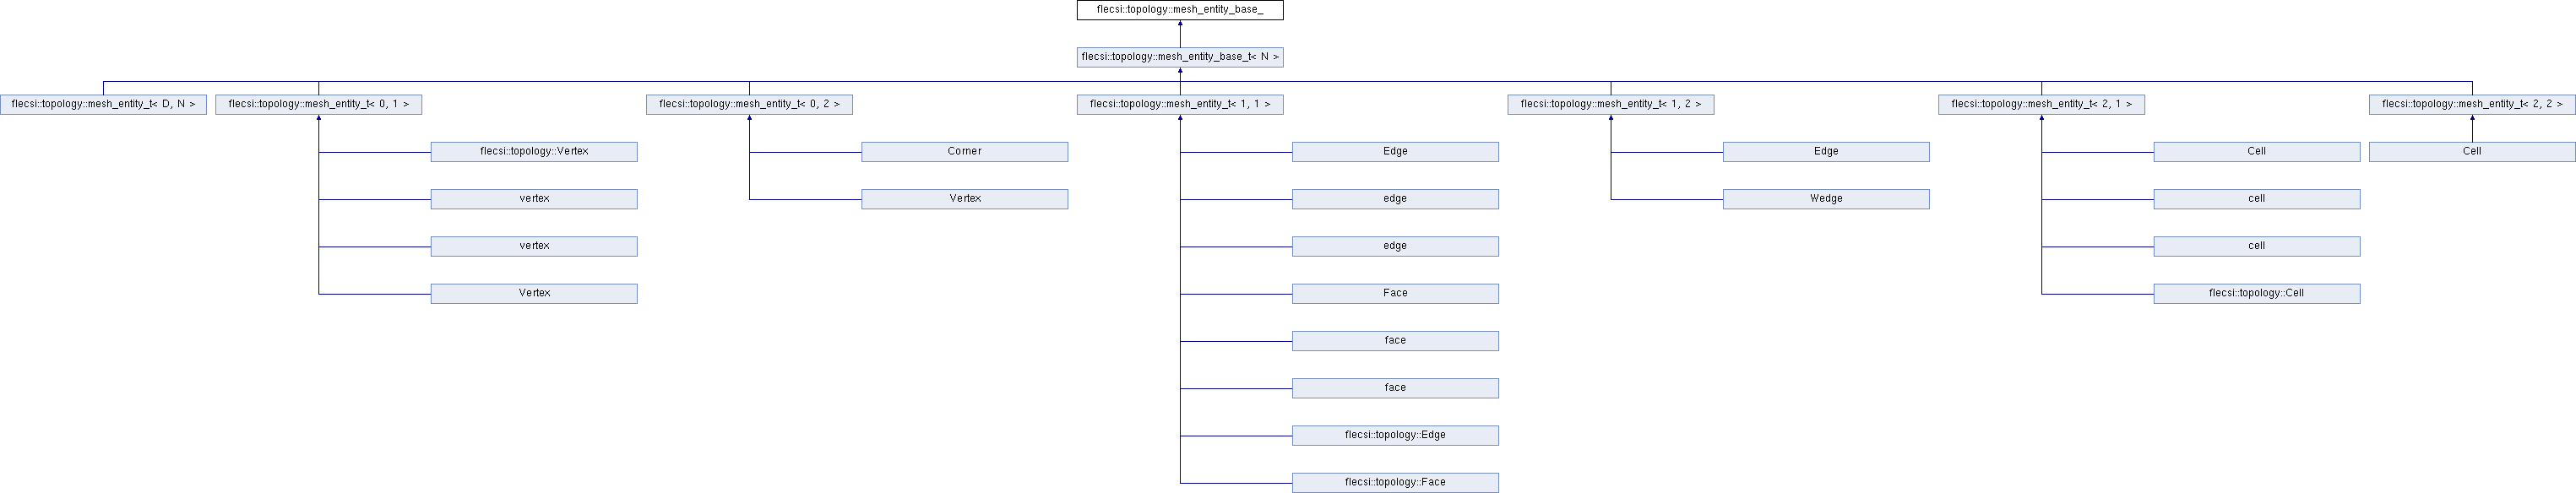 flecsi::topology::mesh_entity_base_
flecsi::topology::mesh_entity_base_t< N >
flecsi::topology::mesh_entity_t< D, N >
flecsi::topology::mesh_entity_t< 0, 1 >
flecsi::topology::mesh_entity_t< 0, 2 >
flecsi::topology::mesh_entity_t< 1, 1 >
flecsi::topology::mesh_entity_t< 1, 2 >
flecsi::topology::mesh_entity_t< 2, 1 >
flecsi::topology::mesh_entity_t< 2, 2 >
flecsi::topology::Vertex
Corner
Edge
Edge
Cell
Cell
vertex
Vertex
edge
Wedge
cell
vertex
edge
cell
Vertex
Face
flecsi::topology::Cell
face
face
flecsi::topology::Edge
flecsi::topology::Face